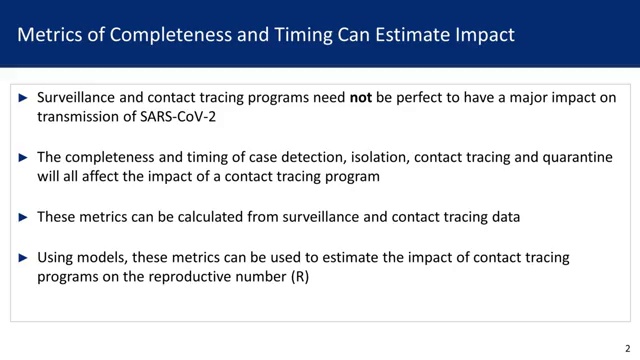 Metrics of Completeness and Timing Can Estimate Impact
► Surveillance and contact tracing programs need not be perfect to have a major impact on
transmission of SARS-CoV-2
► The completeness and timing of case detection, isolation, contact tracing and quarantine
will all affect the impact of a contact tracing program
► These metrics can be calculated from surveillance and contact tracing data
► Using models, these metrics can be used to estimate the impact of contact tracing
programs on the reproductive number (R)
2